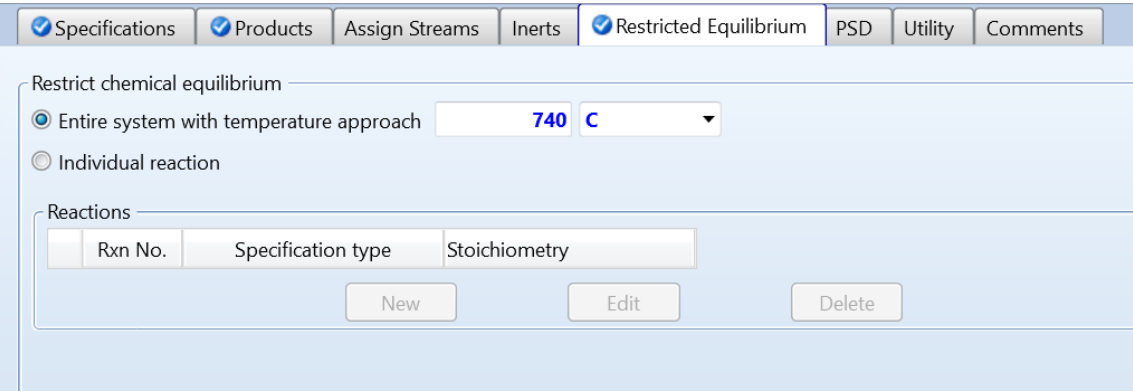 Specifications Products Assign Streams Inerts Restricted Equilibrium PSD Utility Comments
Restrict chemical equilibrium
Entire system with temperature approach 740 C
Individual reaction
Reactions
Rxn No. Specification type Stoichiometry
New Edit Delete